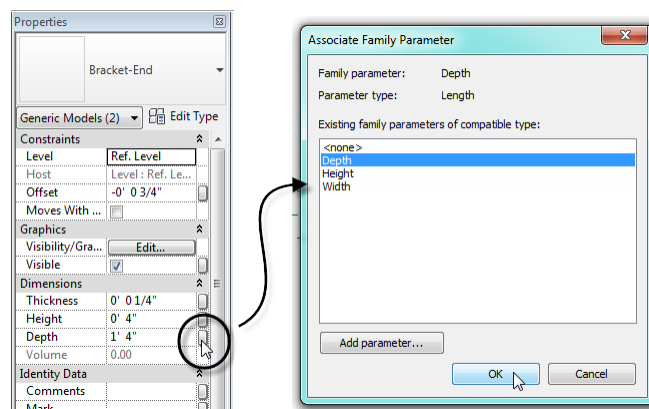 Properties
Bracket-End
Generic Models (2) Edit Type
Constraints
Level Ref. Level
Host Level : Ref. Le...
Offset -0' 0 3/4"
Moves With ...
Graphics
Visibility/Gra... Edit...
Visible
Dimensions
Thickness 0' 0 1/4"
Height 0' 4"
Depth 1' 4"
Volume 0.00
Identity Data
Comments
Mark
Associate Family Parameter
Family parameter: Depth
Parameter type: Length
Existing family parameters of compatible type:
<none>
Depth
Height
Width
Add parameter...
OK Cancel